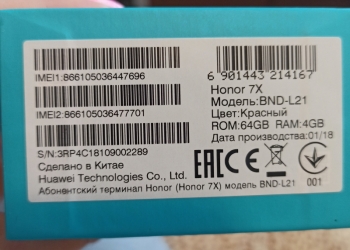 IMEI1:866105036447696
IMEI2:866105036477701
S/N:3RP4C18109002289
6 901443 214167
Honor 7X
Модель:BND-L21
Цвет:Красный
ROM:64GB RAM:4GB
Дата производства:01/18
Сделано в Китае
Huawei Technologies Co., Ltd.
Абонентский терминал Honor (Honor 7X) модель BND-L21
EAC CE
001